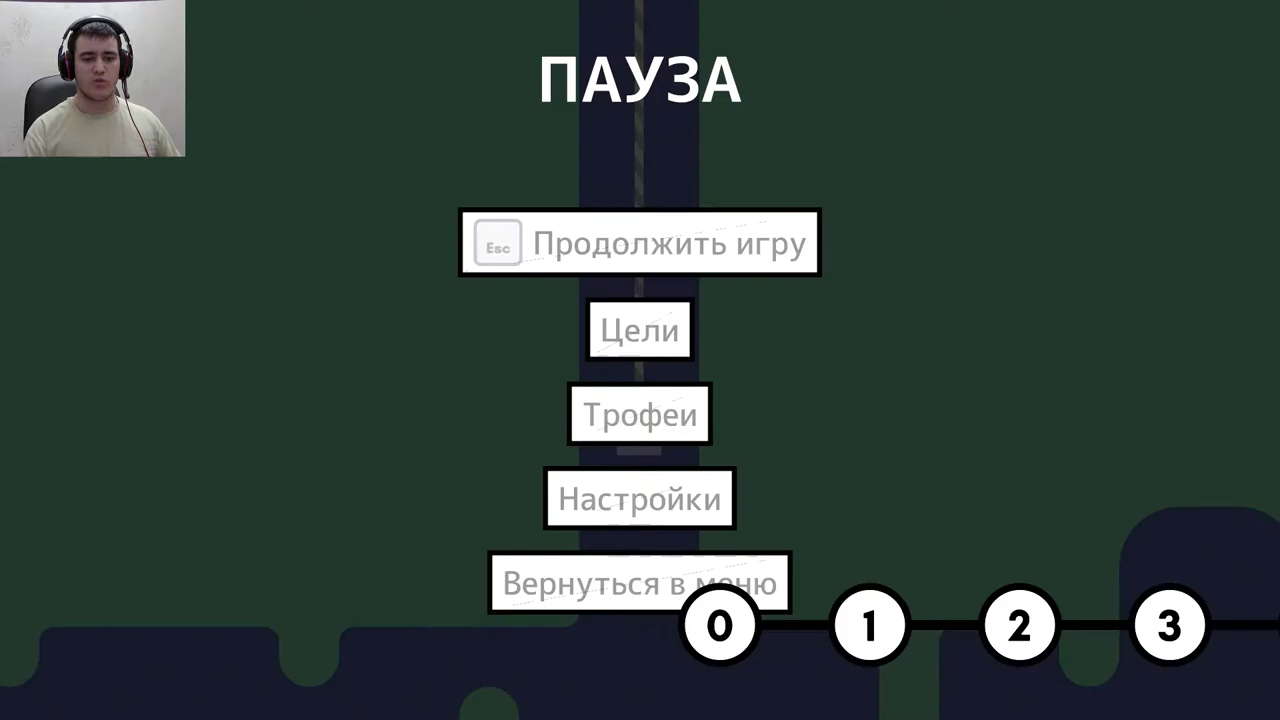 ПАУЗА
Esc Продолжить игру
Цели
Трофеи
Настройки
Вернуться в меню
0 1 2 3